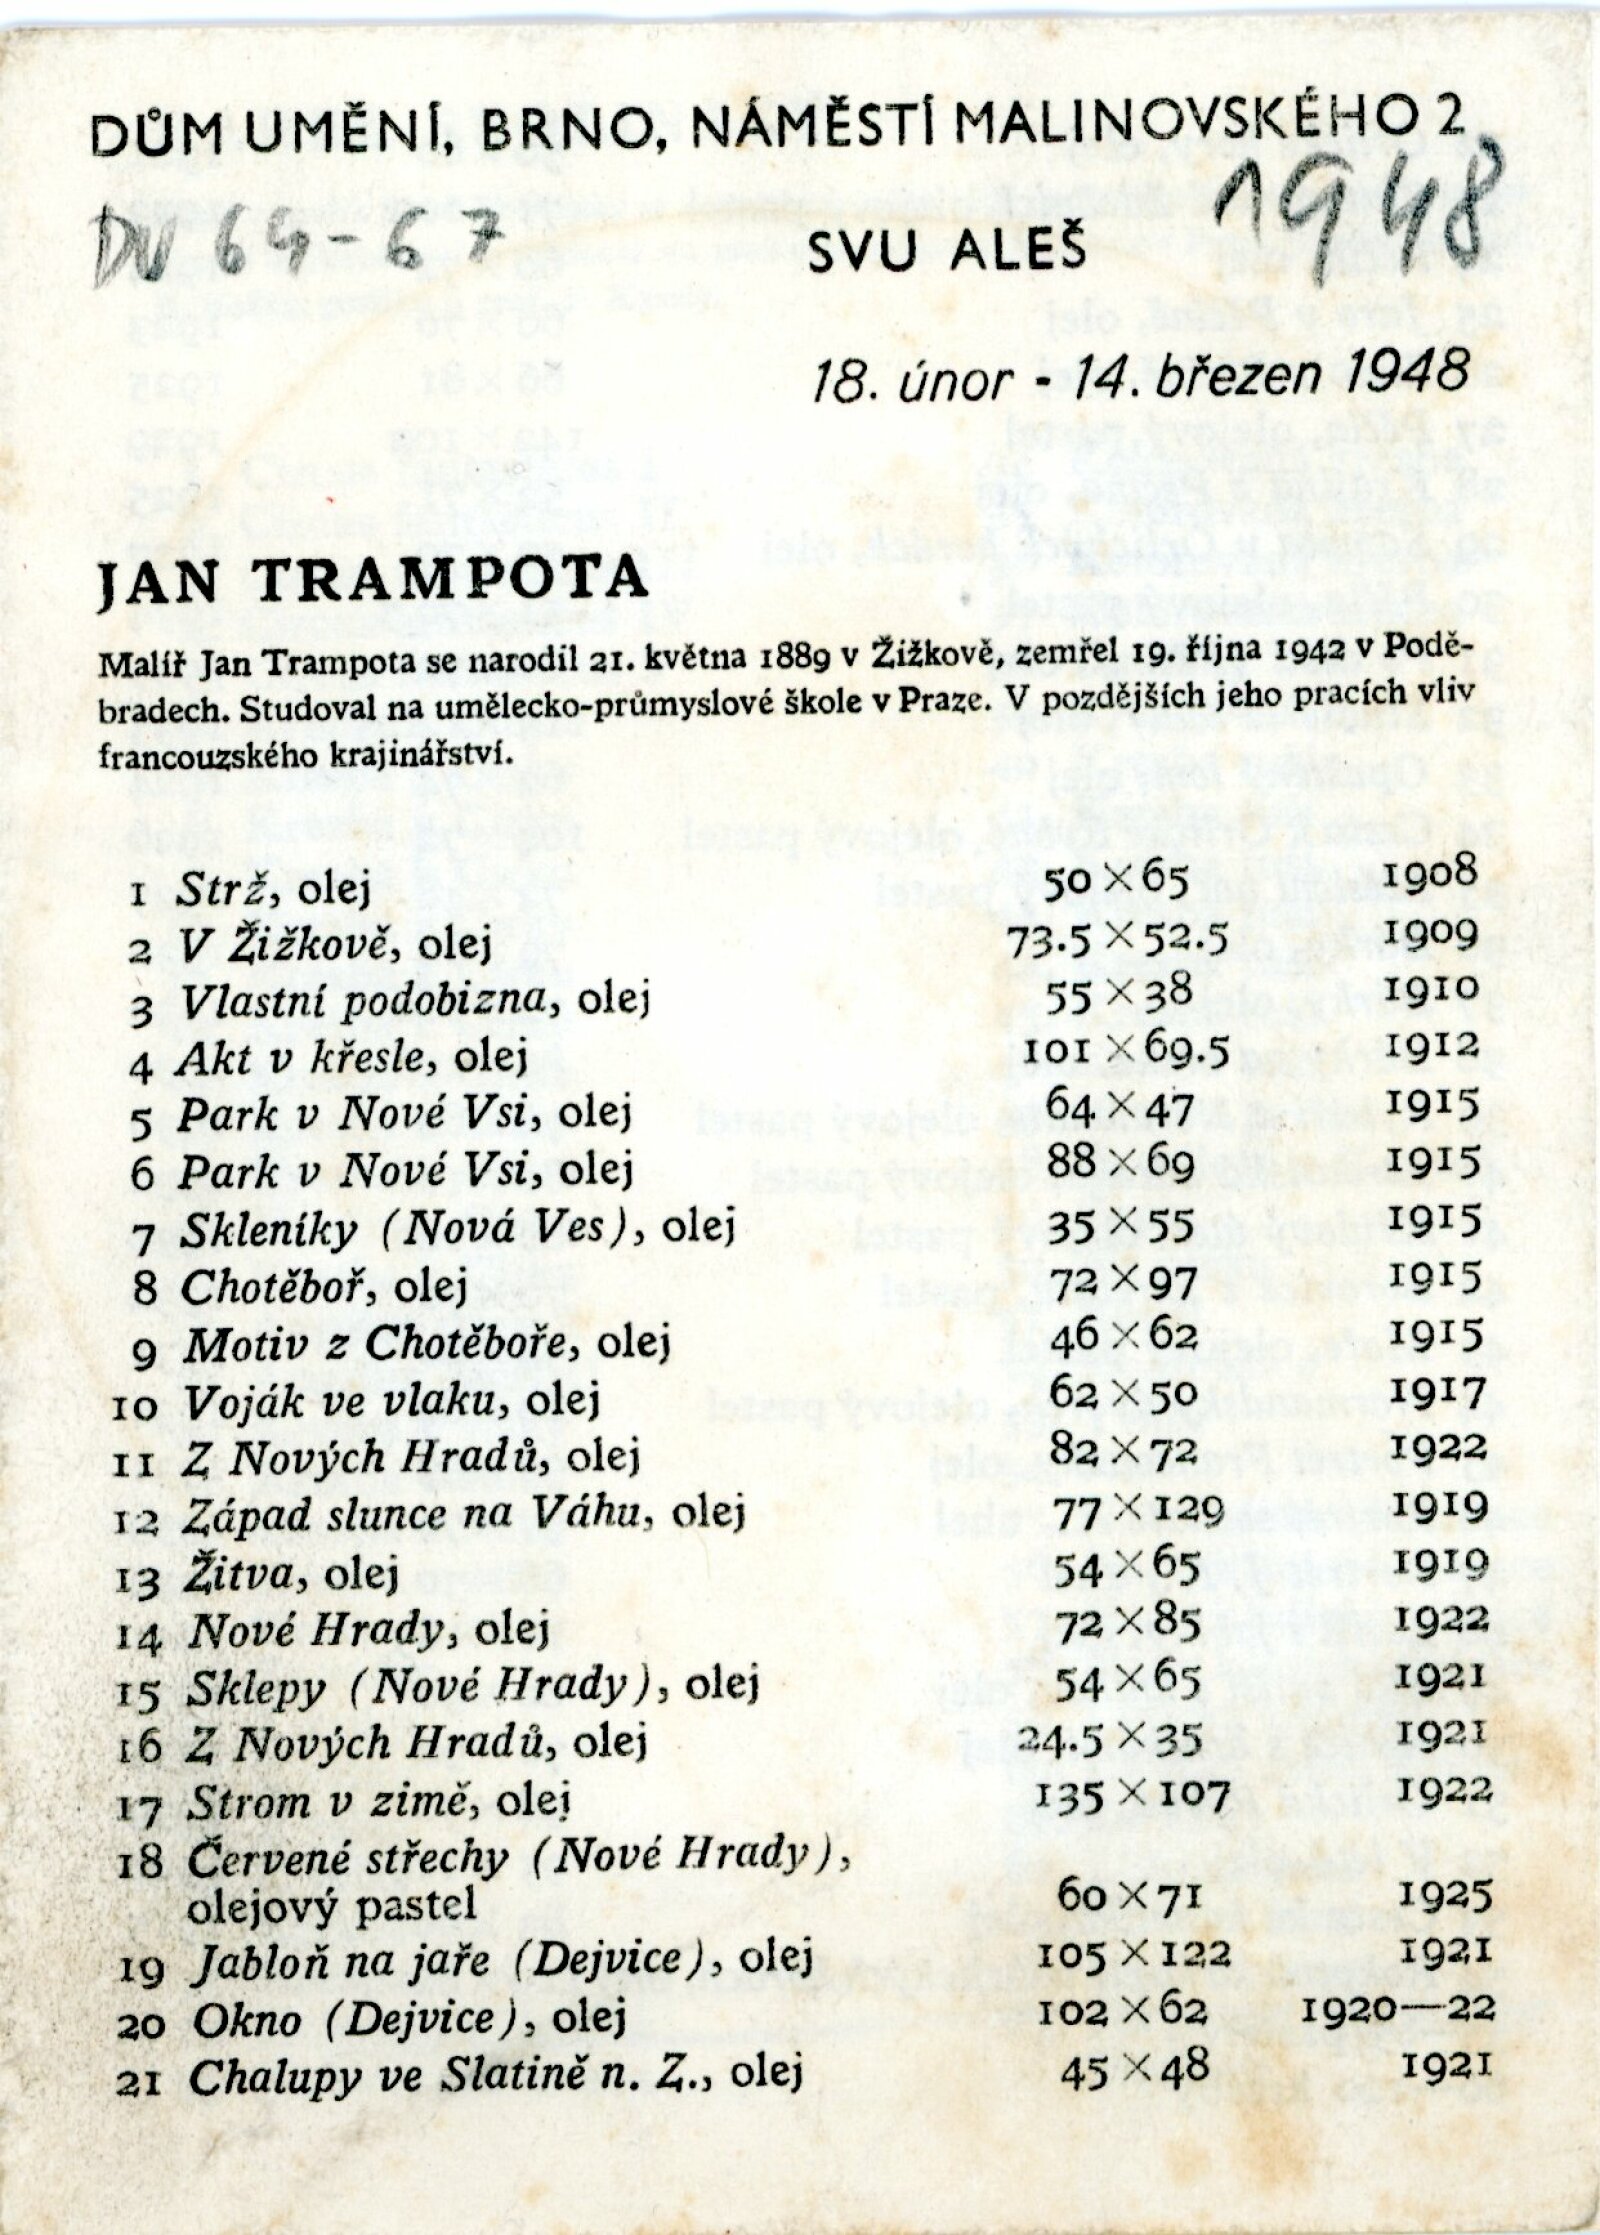 DŮM UMĚNÍ, BRNO, NÁMĚSTÍ MALINOVSKÉHO 2
DU 64-67
SVU ALEŠ
1948
18. únor - 14. březen 1948
JAN TRAMPOTA
Malíř Jan Trampota se narodil 21. května 1889 v Žižkově, zemřel 19. října 1942 v Podě-
bradech. Studoval na umělecko-průmyslové škole v Praze. V pozdějších jeho pracích vliv
francouzského krajinářství.
1 Strž, olej 50×65 1908
2 V Žižkově, olej 73.5×52.5 1909
3 Vlastní podobizna, olej 55×38 1910
4 Akt v křesle, olej 101×69.5 1912
5 Park v Nové Vsi, olej 64×47 1915
6 Park v Nové Vsi, olej 88×69 1915
7 Skleníky (Nová Ves), olej 35×55 1915
8 Chotěboř, olej 72×97 1915
9 Motiv z Chotěboře, olej 46×62 1915
10 Voják ve vlaku, olej 62×50 1917
11 Z Nových Hradů, olej 82×72 1922
12 Západ slunce na Váhu, olej 77×129 1919
13 Žitva, olej 54×65 1919
14 Nové Hrady, olej 72×85 1922
15 Sklepy (Nové Hrady), olej 54×65 1921
16 Z Nových Hradů, olej 24.5×35 1921
17 Strom v zimě, olej 135×107 1922
18 Červené střechy (Nové Hrady),
olejový pastel 60×71 1925
19 Jabloň na jaře (Dejvice), olej 105×122 1921
20 Okno (Dejvice), olej 102×62 1920—22
21 Chalupy ve Slatině n. Z., olej 45×48 1921